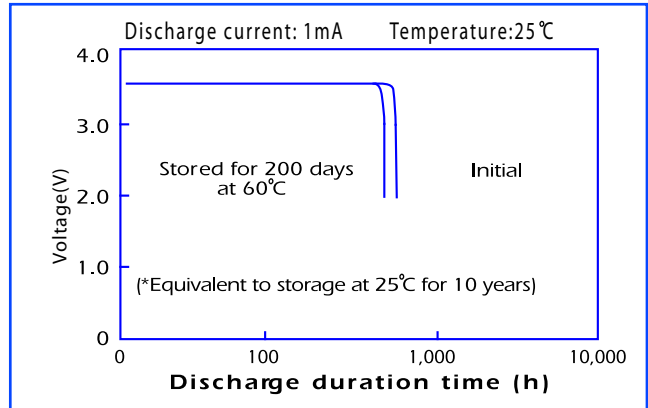 Discharge current: 1mA Temperature:25℃
4.0
3.0
2.0
1.0
0
Voltage(V)
Stored for 200 days
at 60℃
Initial
(*Equivalent to storage at 25℃ for 10 years)
0 100 1,000 10,000
Discharge duration time (h)